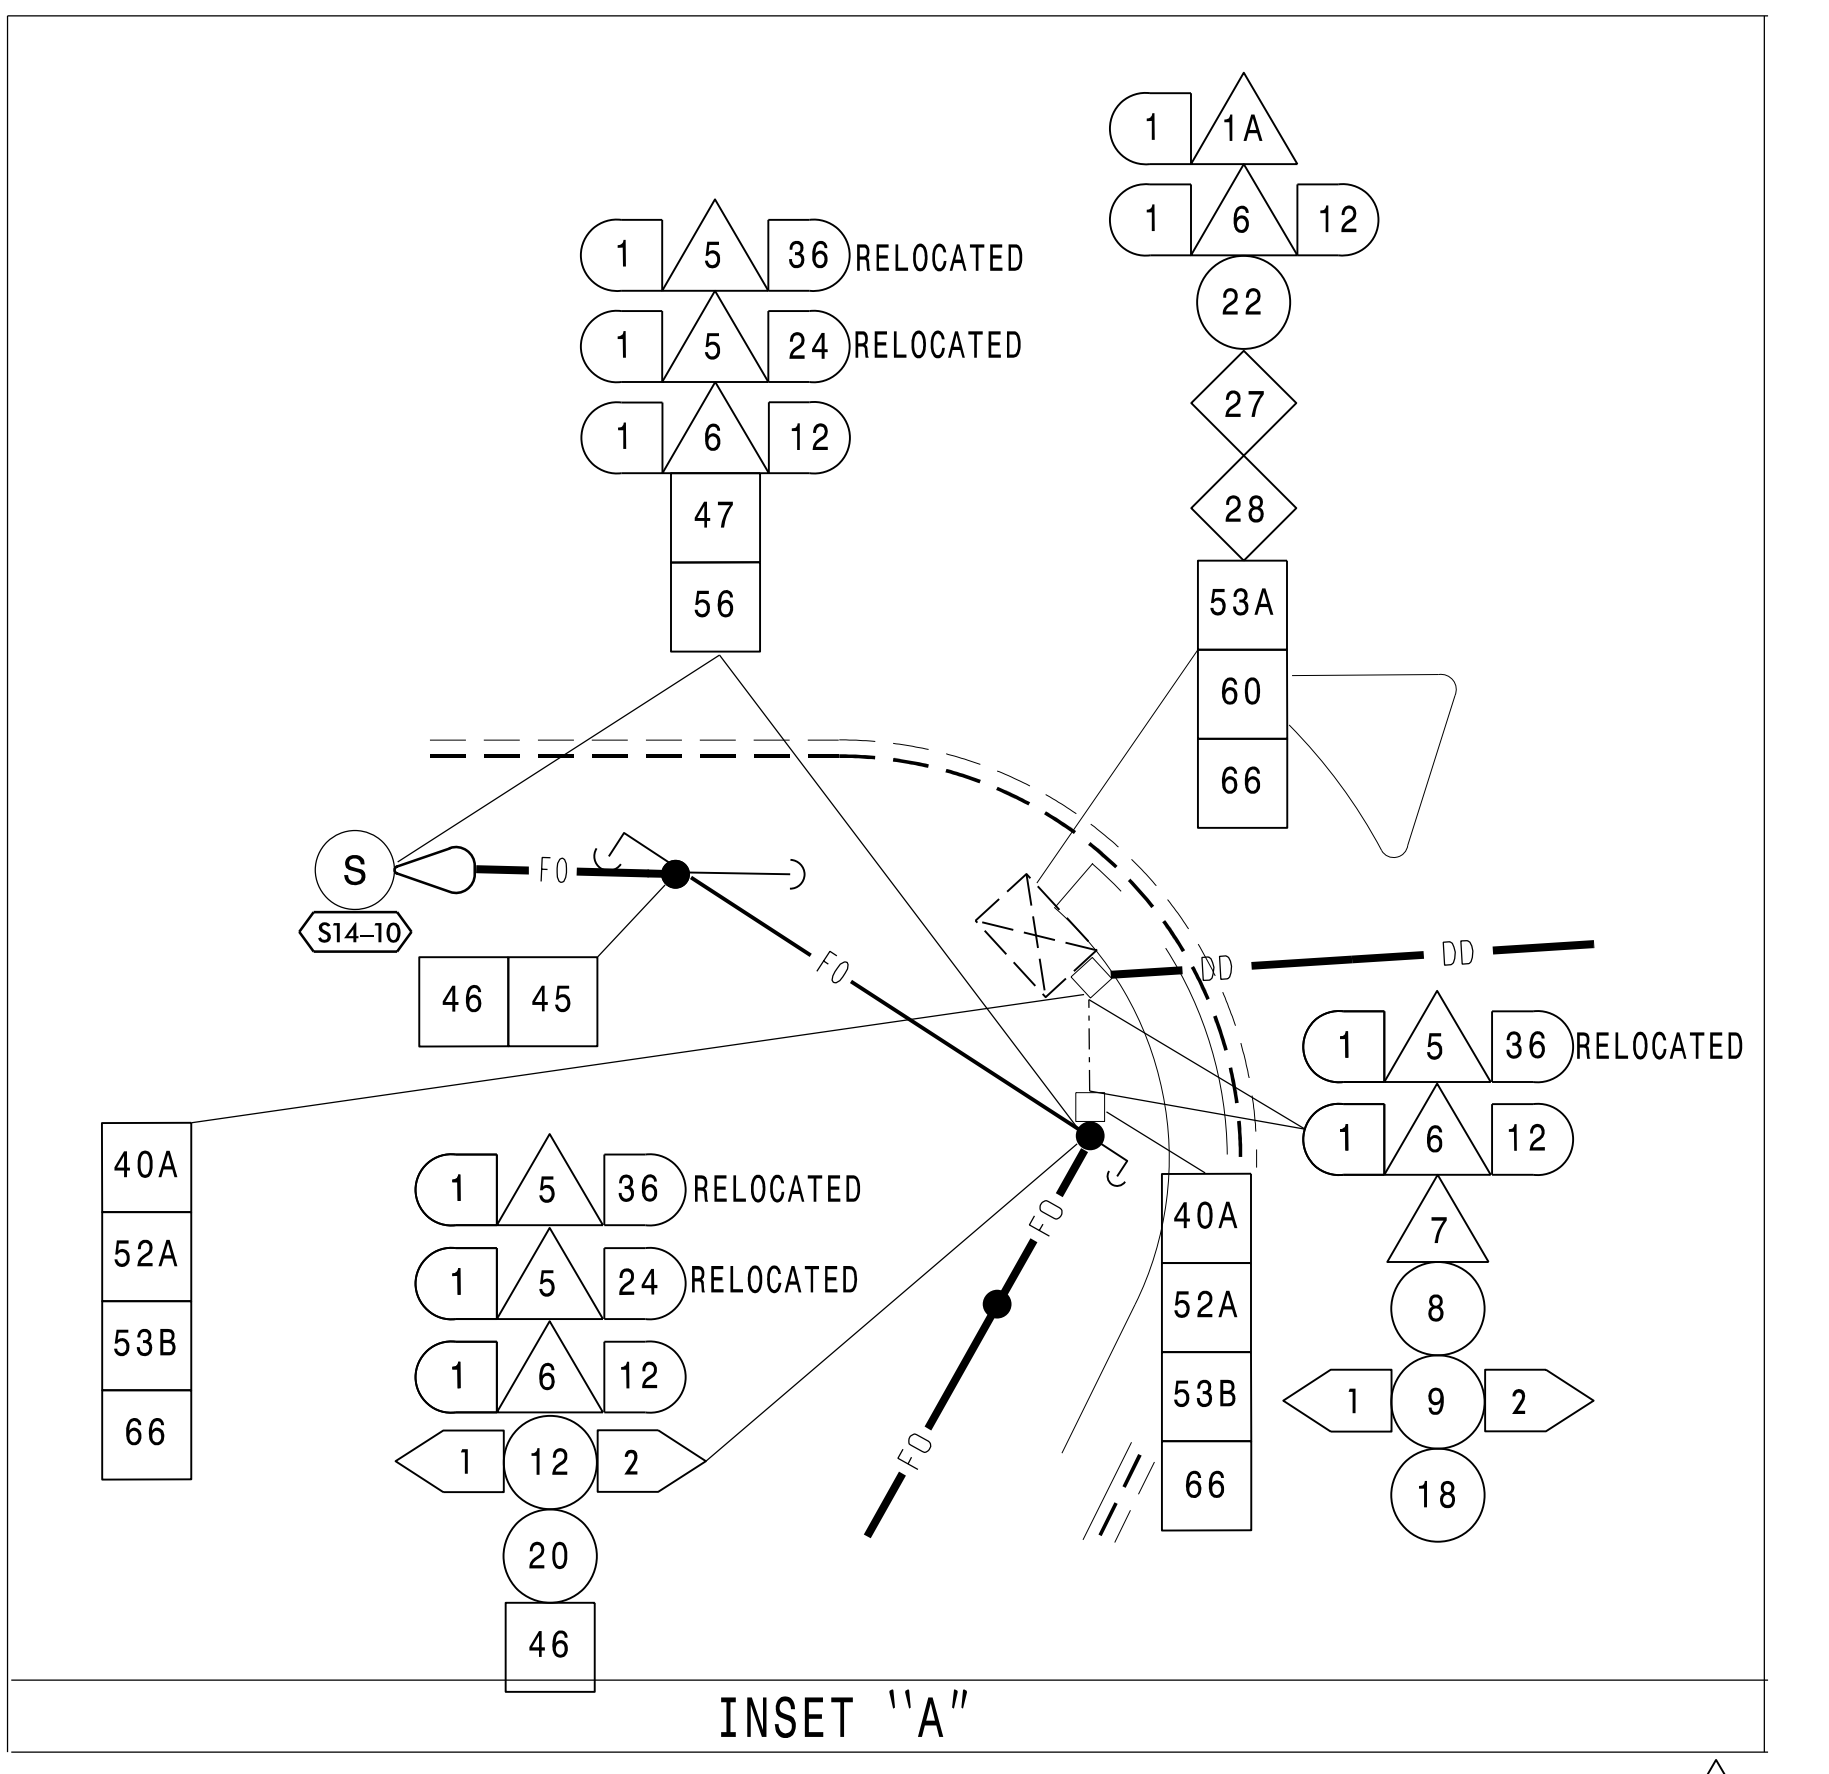 1 1A
1 6 12
22
27
28
53A
60
66
1 5 36 RELOCATED
1 5 24 RELOCATED
1 6 12
47
56
S
S14–10
FO
46 45
FO
DD
DD
1 5 36 RELOCATED
1 6 12
7
8
1 9 2
18
40A
52A
53B
66
1 5 36 RELOCATED
1 5 24 RELOCATED
1 6 12
1 12 2
20
46
FO
FO
40A
52A
53B
66
INSET "A"